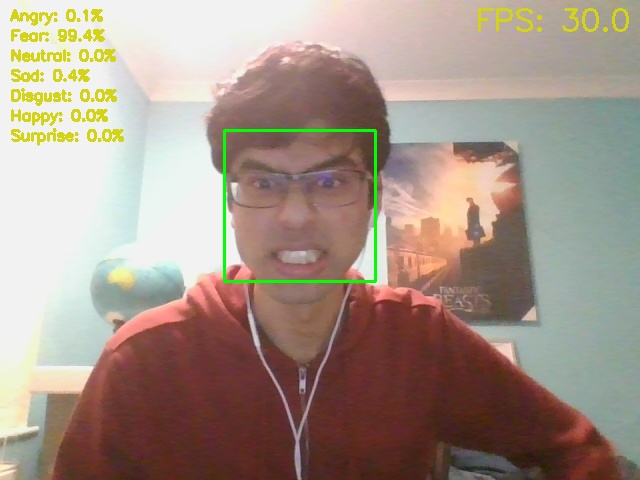 Angry: 0.1%
Fear: 99.4%
Neutral: 0.0%
Sad: 0.4%
Disgust: 0.0%
Happy: 0.0%
Surprise: 0.0%
FPS: 30.0
FANTASTIC
BEASTS